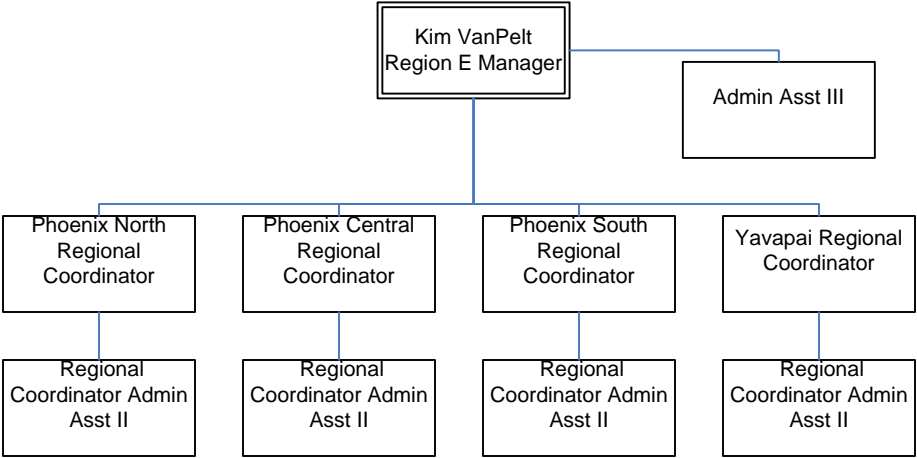 Kim VanPelt
Region E Manager
Admin Asst III
Phoenix North
Regional
Coordinator
Phoenix Central
Regional
Coordinator
Phoenix South
Regional
Coordinator
Yavapai Regional
Coordinator
Regional
Coordinator Admin
Asst II
Regional
Coordinator Admin
Asst II
Regional
Coordinator Admin
Asst II
Regional
Coordinator Admin
Asst II